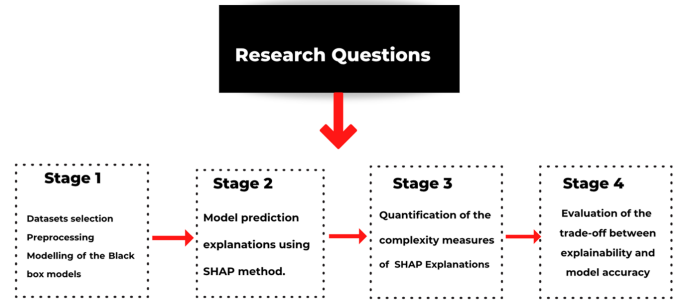 Research Questions
Stage 1
Datasets selection
Preprocessing
Modelling of the Black
box models
Stage 2
Model prediction
explanations using
SHAP method.
Stage 3
Quantification of the
complexity measures
of SHAP Explanations
Stage 4
Evaluation of the
trade-off between
explainability and
model accuracy